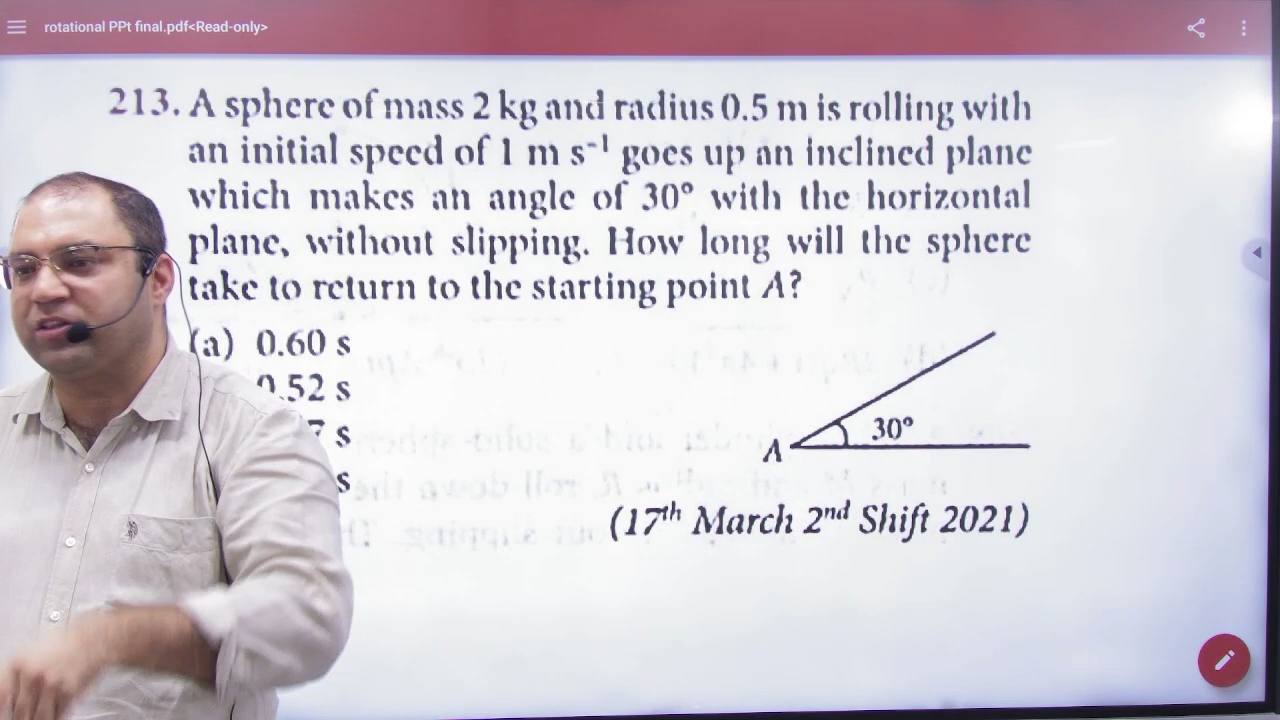 rotational PPt final.pdf<Read-only>
213. A sphere of mass 2 kg and radius 0.5 m is rolling with
an initial speed of 1 m s⁻¹ goes up an inclined plane
which makes an angle of 30° with the horizontal
plane, without slipping. How long will the sphere
take to return to the starting point A?
(a) 0.60 s
0.52 s
7 s
s
30°
A
(17th March 2nd Shift 2021)